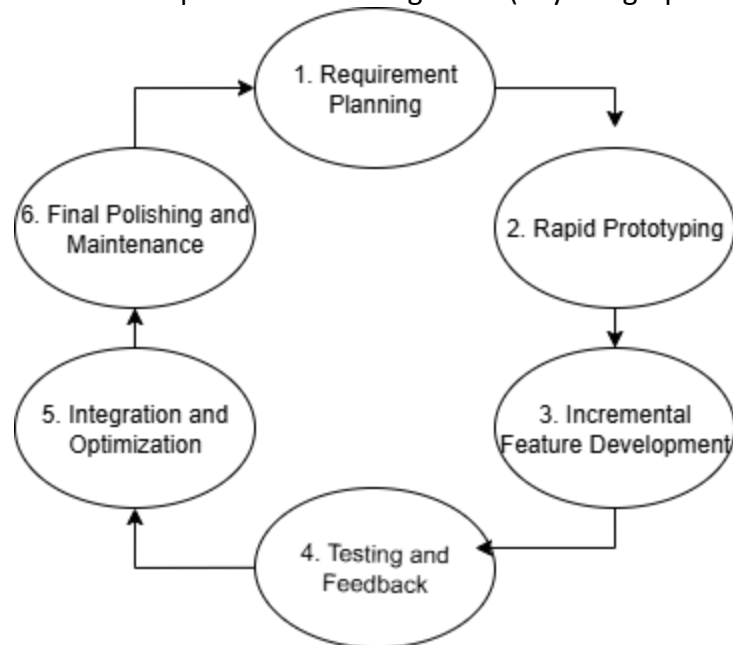 1. Requirement
Planning
2. Rapid Prototyping
3. Incremental
Feature Development
4. Testing and
Feedback
5. Integration and
Optimization
6. Final Polishing and
Maintenance